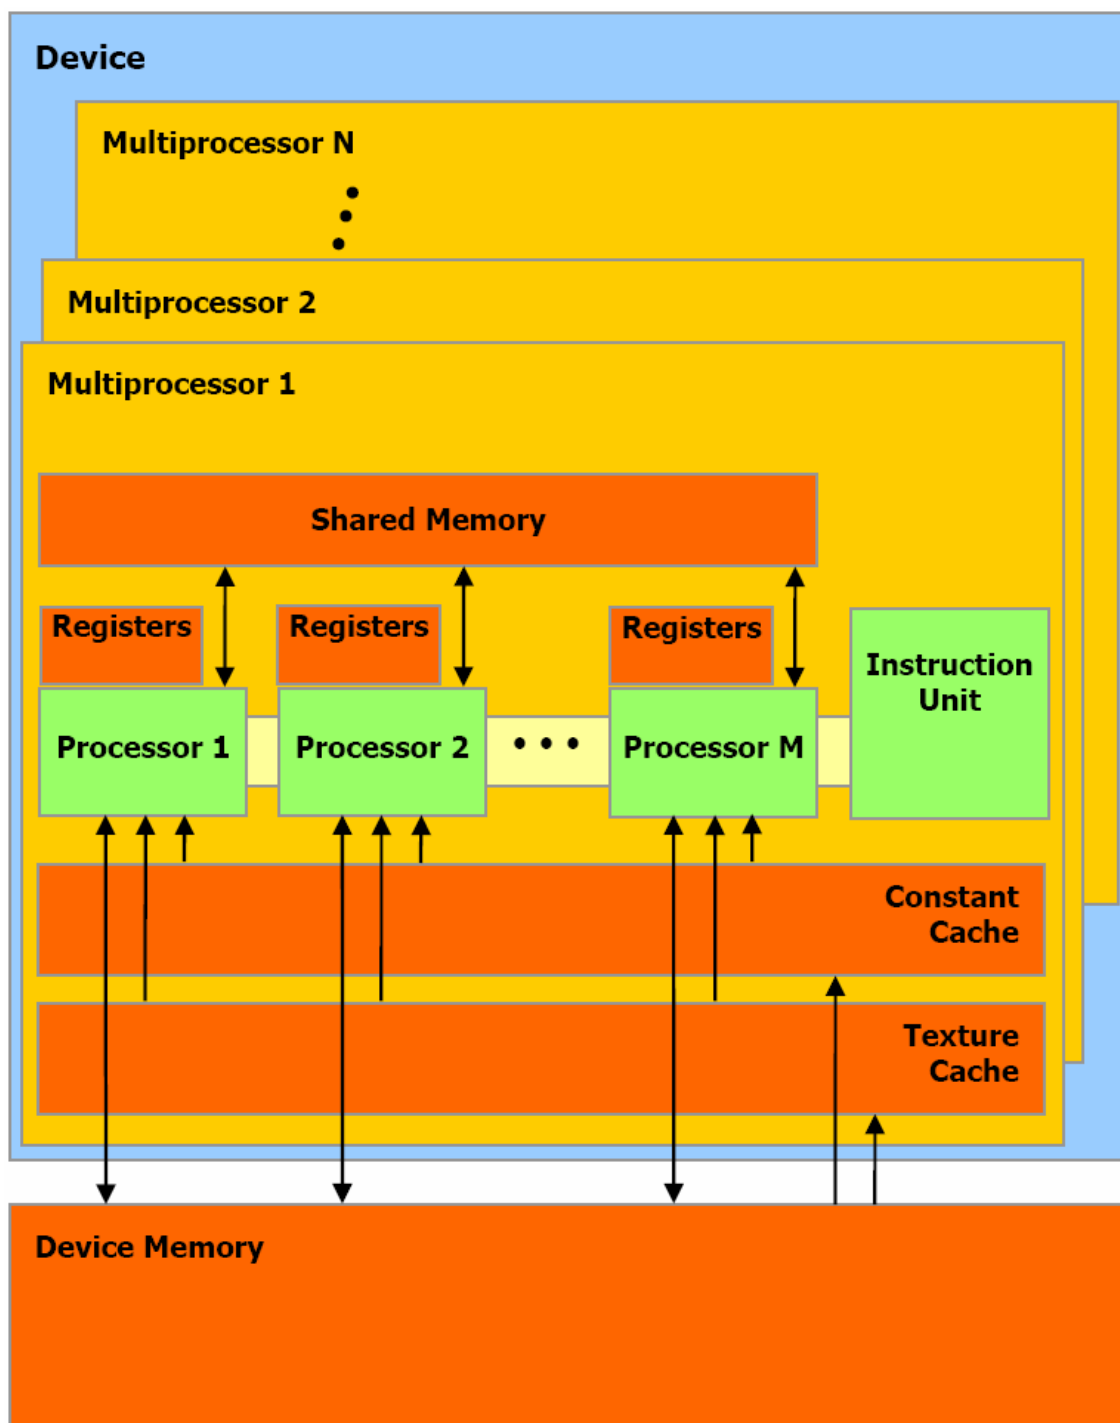 Device
Multiprocessor N
Multiprocessor 2
Multiprocessor 1
Shared Memory
Registers
Registers
Registers
Instruction
Unit
Processor 1
Processor 2
Processor M
Constant
Cache
Texture
Cache
Device Memory